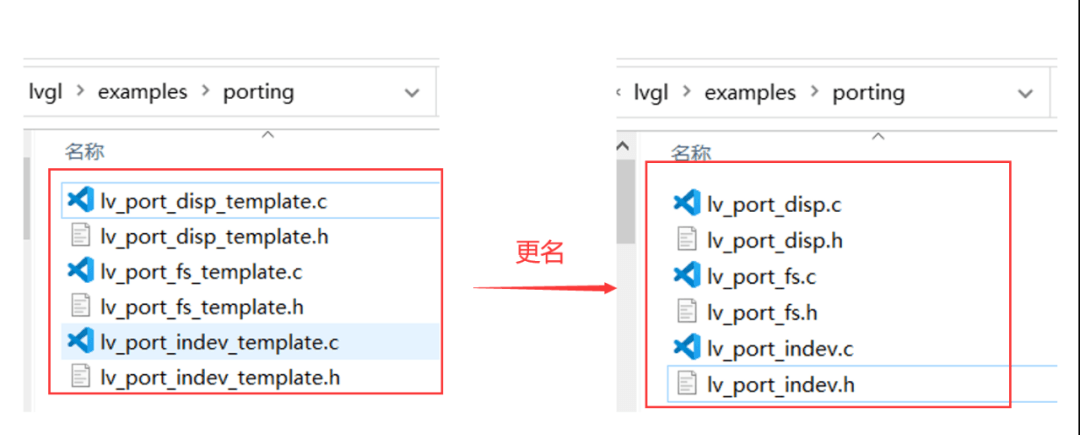 lvgl > examples > porting
名称
lv_port_disp_template.c
lv_port_disp_template.h
lv_port_fs_template.c
lv_port_fs_template.h
lv_port_indev_template.c
lv_port_indev_template.h
更名
lvgl > examples > porting
名称
lv_port_disp.c
lv_port_disp.h
lv_port_fs.c
lv_port_fs.h
lv_port_indev.c
lv_port_indev.h